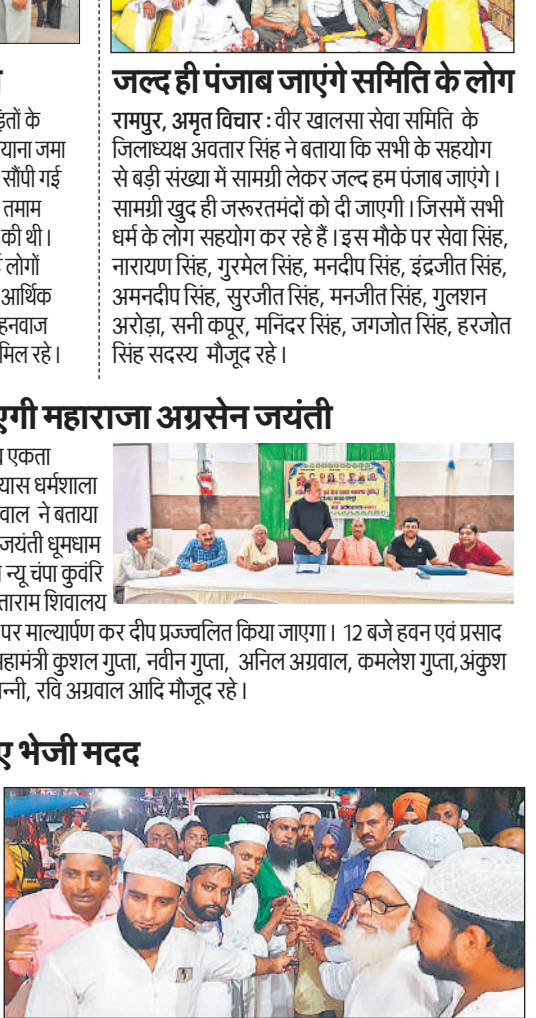 ड़ितों के
याना जमा
सौंपी गई
तमाम
की थी।
लोगों
आर्थिक
हनवाज
मिल रहे।
जल्द ही पंजाब जाएंगे समिति के लोग
रामपुर, अमृत विचार : वीर खालसा सेवा समिति के
जिलाध्यक्ष अवतार सिंह ने बताया कि सभी के सहयोग
से बड़ी संख्या में सामग्री लेकर जल्द हम पंजाब जाएंगे।
सामग्री खुद ही जरूरतमंदों को दी जाएगी। जिसमें सभी
धर्म के लोग सहयोग कर रहे हैं। इस मौके पर सेवा सिंह,
नारायण सिंह, गुरमेल सिंह, मनदीप सिंह, इंद्रजीत सिंह,
अमनदीप सिंह, सुरजीत सिंह, मनजीत सिंह, गुलशन
अरोड़ा, सनी कपूर, मनिंदर सिंह, जगजोत सिंह, हरजोत
सिंह सदस्य मौजूद रहे।
एगी महाराजा अग्रसेन जयंती
एकता
यास धर्मशाला
वाल ने बताया
जयंती धूमधाम
न्यू चंपा कुवंरि
ताराम शिवालय
पर माल्यार्पण कर दीप प्रज्ज्वलित किया जाएगा। 12 बजे हवन एवं प्रसाद
महामंत्री कुशल गुप्ता, नवीन गुप्ता, अनिल अग्रवाल, कमलेश गुप्ता,अंकुश
न्नी, रवि अग्रवाल आदि मौजूद रहे।
ए भेजी मदद